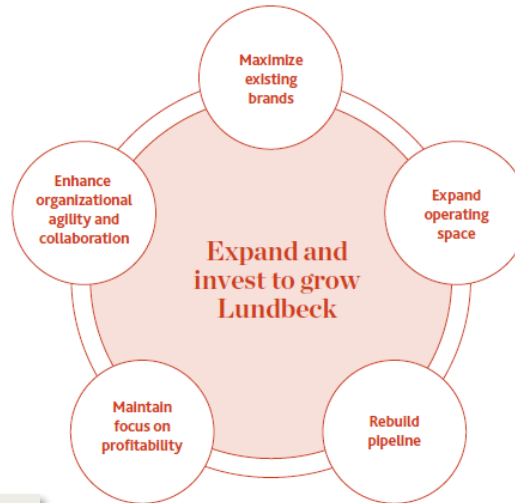 Maximize
existing
brands
Expand
operating
space
Rebuild
pipeline
Maintain
focus on
profitability
Enhance
organizational
agility and
collaboration
Expand and
invest to grow
Lundbeck